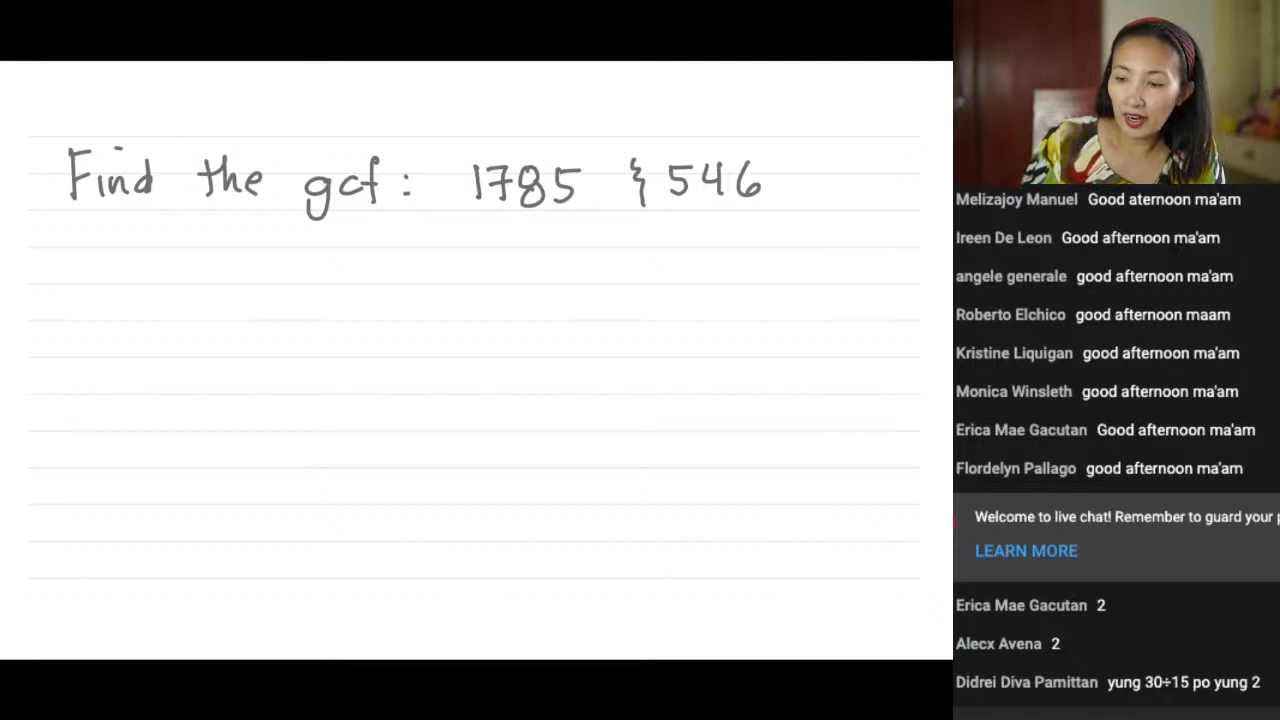 Find the gcf: 1785 & 546
Melizajoy Manuel Good aternoon ma'am
Ireen De Leon Good afternoon ma'am
angele generale good afternoon ma'am
Roberto Elchico good afternoon maam
Kristine Liquigan good afternoon ma'am
Monica Winsleth good afternoon ma'am
Erica Mae Gacutan Good afternoon ma'am
Flordelyn Pallago good afternoon ma'am
Welcome to live chat! Remember to guard your
LEARN MORE
Erica Mae Gacutan 2
Alecx Avena 2
Didrei Diva Pamittan yung 30÷15 po yung 2